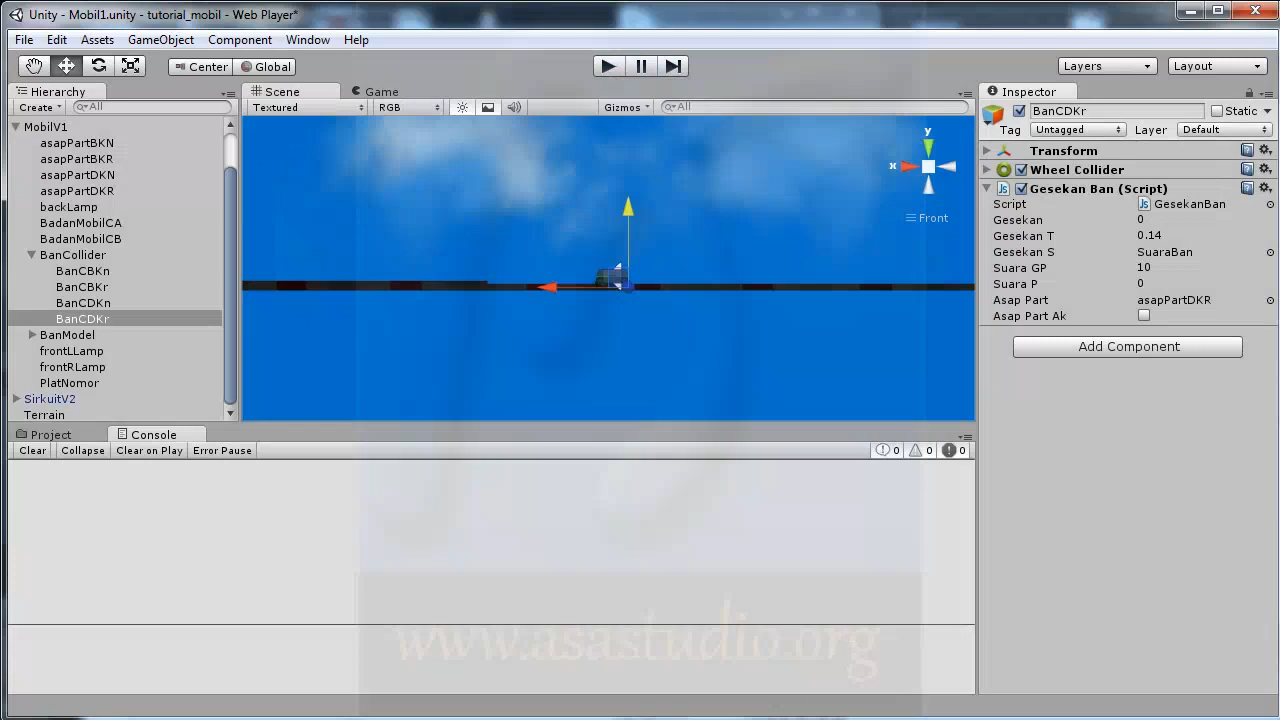 Unity - Mobil1.unity - tutorial_mobil - Web Player*
File Edit Assets GameObject Component Window Help
Center Global Layers Layout
Hierarchy
Create All
MobilV1
asapPartBKN
asapPartBKR
asapPartDKN
asapPartDKR
backLamp
BadanMobilCA
BadanMobilCB
BanCollider
BanCBKn
BanCBKr
BanCDKn
BanCDKr
BanModel
frontLLamp
frontRLamp
PlatNomor
SirkuitV2
Terrain
Scene Game
Textured RGB Gizmos All
y
x
Front
Project Console
Clear Collapse Clear on Play Error Pause 0 0 0
www.asastudio.org
Inspector
BanCDKr Static
Tag Untagged Layer Default
Transform
Wheel Collider
Gesekan Ban (Script)
Script GesekanBan
Gesekan 0
Gesekan T 0.14
Gesekan S SuaraBan
Suara GP 10
Suara P 0
Asap Part asapPartDKR
Asap Part Ak
Add Component